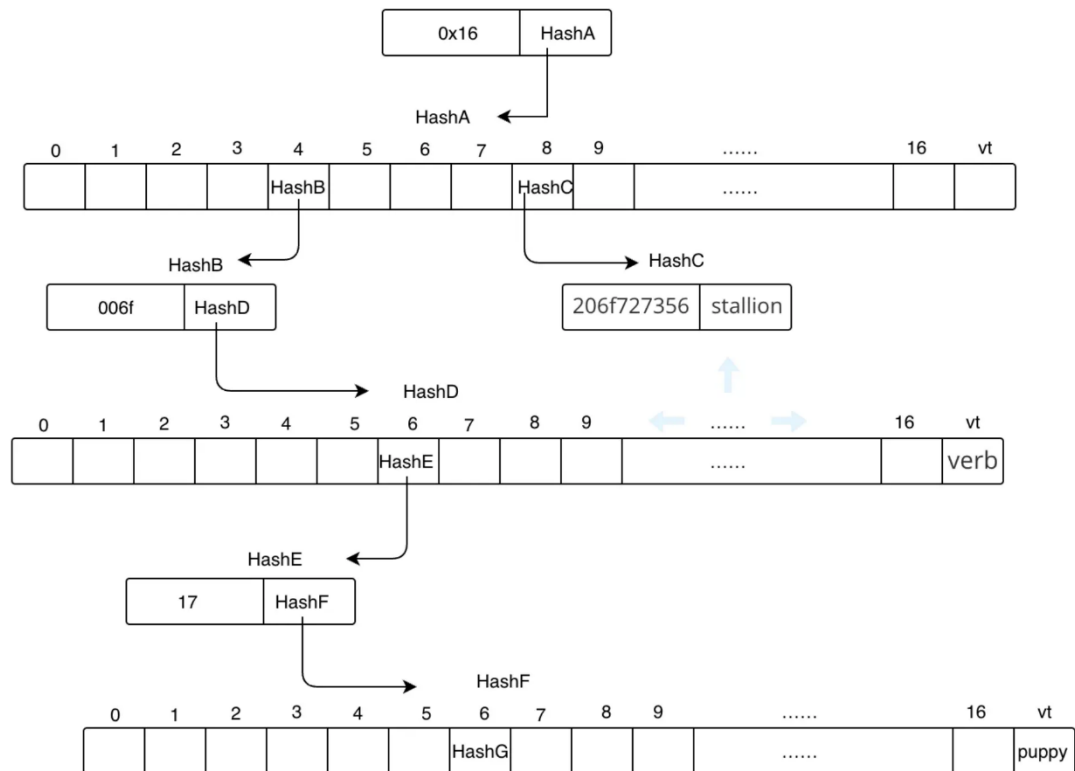 0x16 HashA
HashA
0 1 2 3 4 5 6 7 8 9 ...... 16 vt
HashB HashC ......
HashB HashC
006f HashD 206f727356 stallion
HashD
0 1 2 3 4 5 6 7 8 9 ...... 16 vt
HashE ...... verb
HashE
17 HashF
HashF
0 1 2 3 4 5 6 7 8 9 ...... 16 vt
HashG ...... puppy